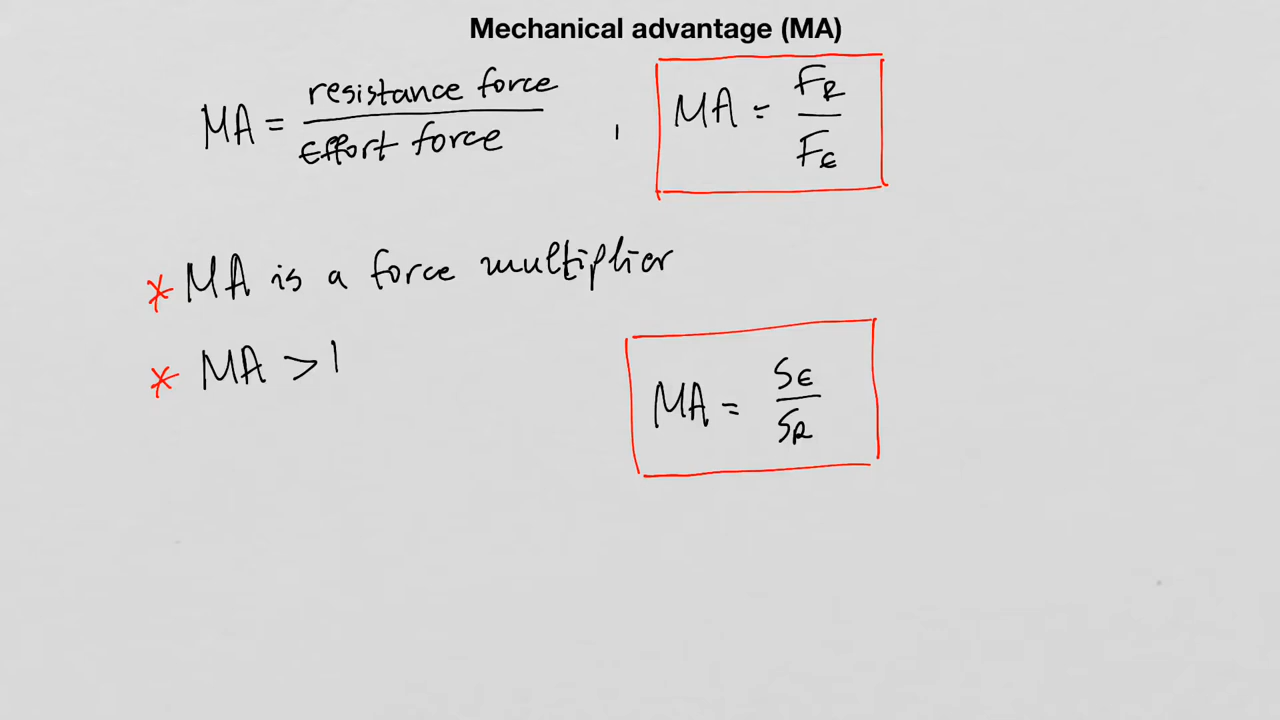 Mechanical advantage (MA)
MA = resistance force / effort force , MA = FR / FE
* MA is a force multiplier
* MA > 1
MA = SE / SR